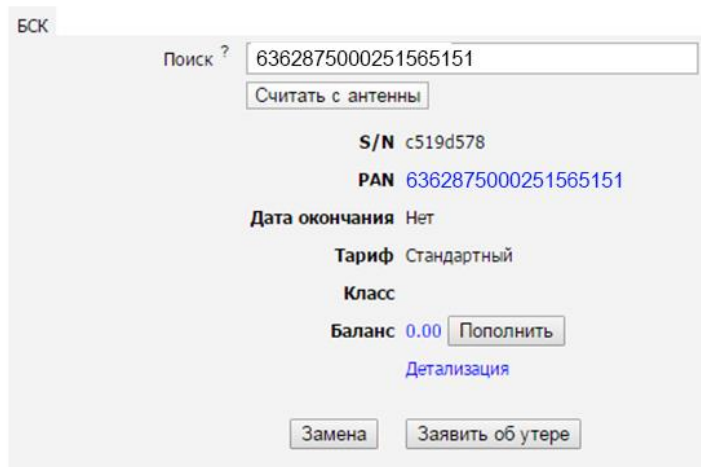 БСК
Поиск ? 6362875000251565151
Считать с антенны
S/N c519d578
PAN 6362875000251565151
Дата окончания Нет
Тариф Стандартный
Класс
Баланс 0.00 Пополнить
Детализация
Замена Заявить об утере